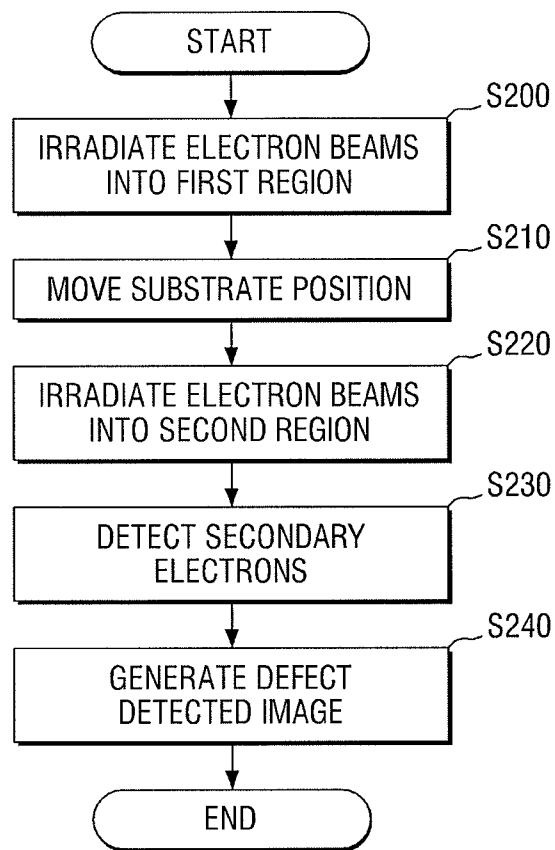 START
S200
IRRADIATE ELECTRON BEAMS
INTO FIRST REGION
S210
MOVE SUBSTRATE POSITION
S220
IRRADIATE ELECTRON BEAMS
INTO SECOND REGION
S230
DETECT SECONDARY
ELECTRONS
S240
GENERATE DEFECT
DETECTED IMAGE
END